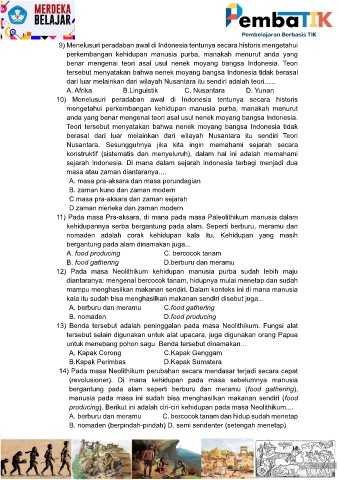 MERDEKA
BELAJAR
PembaTIK
Pembelajaran Berbasis TIK
9) Menelusuri peradaban awal di Indonesia tentunya secara historis mengetahui
perkembangan kehidupan manusia purba, manakah menurut anda yang
benar mengenai teori asal usul nenek moyang bangsa Indonesia. Teori
tersebut menyatakan bahwa nenek moyang bangsa Indonesia tidak berasal
dari luar melainkan dari wilayah Nusantara itu sendiri adalah teori......
A. Afrika B.Linguistik C. Nusantara D. Yunan
10) Menelusuri peradaban awal di Indonesia tentunya secara historis
mengetahui perkembangan kehidupan manusia purba, manakah menurut
anda yang benar mengenai teori asal usul nenek moyang bangsa Indonesia.
Teori tersebut menyatakan bahwa nenek moyang bangsa Indonesia tidak
berasal dari luar melainkan dari wilayah Nusantara itu sendiri Teori
Nusantara. Sesungguhnya jika kita ingin memahami sejarah secara
konstruktif (sistematis dan menyeluruh), dalam hal ini adalah memahami
sejarah Indonesia. Di mana dalam sejarah Indonesia terbagi menjadi dua
masa atau zaman diantaranya....
A. masa pra-aksara dan masa perundagian
B. zaman kuno dan zaman modern
C.masa pra-aksara dan zaman sejarah
D.zaman nierleka dan zaman modern
11) Pada masa Pra-aksara, di mana pada masa Paleolithikum manusia dalam
kehidupannya serba bergantung pada alam. Seperti berburu, meramu dan
nomaden adalah corak kehidupan kala itu. Kehidupan yang masih
bergantung pada alam dinamakan juga...
A. food producing C. bercocok tanam
B. food gathering D.berburu dan meramu
12) Pada masa Neolithikum kehidupan manusia purba sudah lebih maju
diantaranya: mengenal bercocok tanam, hidupnya mulai menetap dan sudah
mampu menghasilkan makanan sendiri. Dalam konteks ini di mana manusia
kala itu sudah bisa menghasilkan makanan sendiri disebut juga...
A. berburu dan meramu C.food gathering
B. nomaden D.food producing
13) Benda tersebut adalah peninggalan pada masa Neolithikum. Fungsi alat
tersebut selain digunakan untuk alat upacara, juga digunakan orang Papua
untuk menebang pohon sagu. Benda tersebut dinamakan...
A. Kapak Corong C.Kapak Genggam
B.Kapak Perimbas D.Kapak Sumatera
14) Pada masa Neolithikum perubahan secara mendasar terjadi secara cepat
(revolusioner). Di mana kehidupan pada masa sebelumnya manusia
bergantung pada alam seperti berburu dan meramu (food gathering),
manusia pada masa ini sudah bisa menghasilkan makanan sendiri (food
producing). Berikut ini adalah ciri-ciri kehidupan pada masa Neolithikum....
A. berburu dan meramu C. bercocok tanam dan hidup sudah menetap
B. nomaden (berpindah-pindah) D. semi sendenter (setengah menetap)